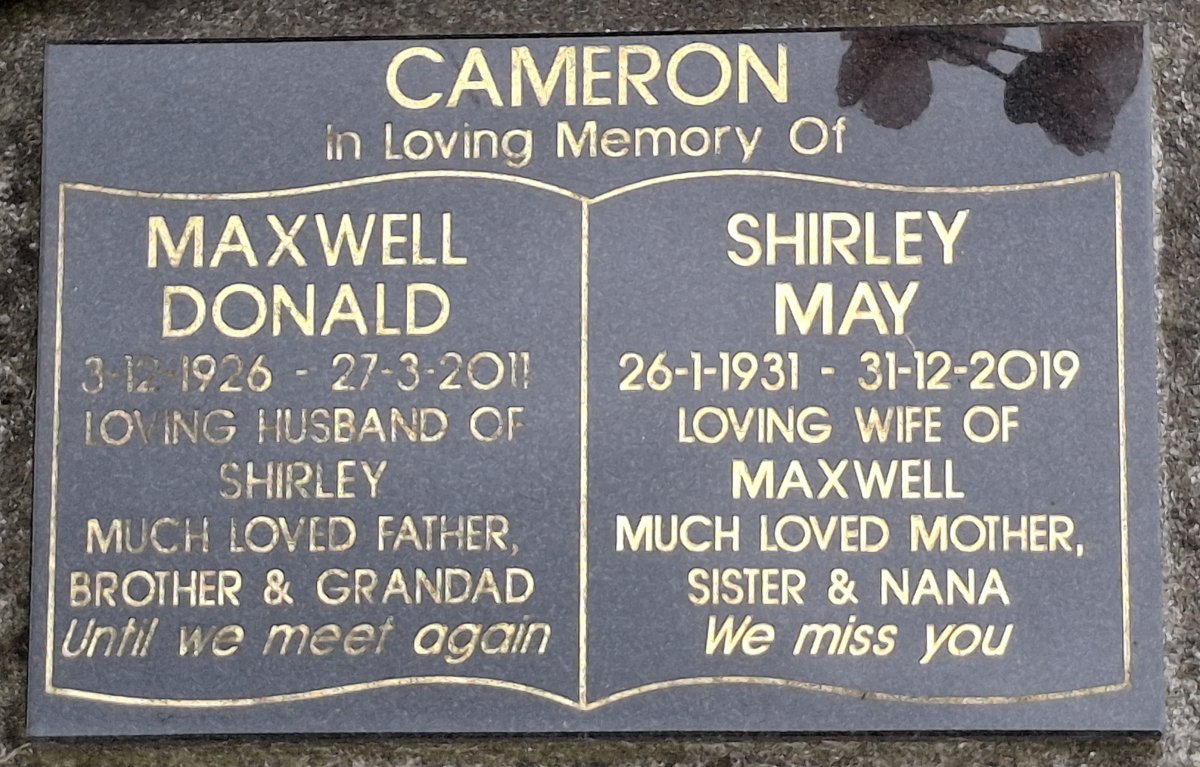 CAMERON
In Loving Memory Of
MAXWELL
DONALD
3-12-1926 - 27-3-2011
LOVING HUSBAND OF
SHIRLEY
MUCH LOVED FATHER,
BROTHER & GRANDAD
Until we meet again
SHIRLEY
MAY
26-1-1931 - 31-12-2019
LOVING WIFE OF
MAXWELL
MUCH LOVED MOTHER,
SISTER & NANA
We miss you